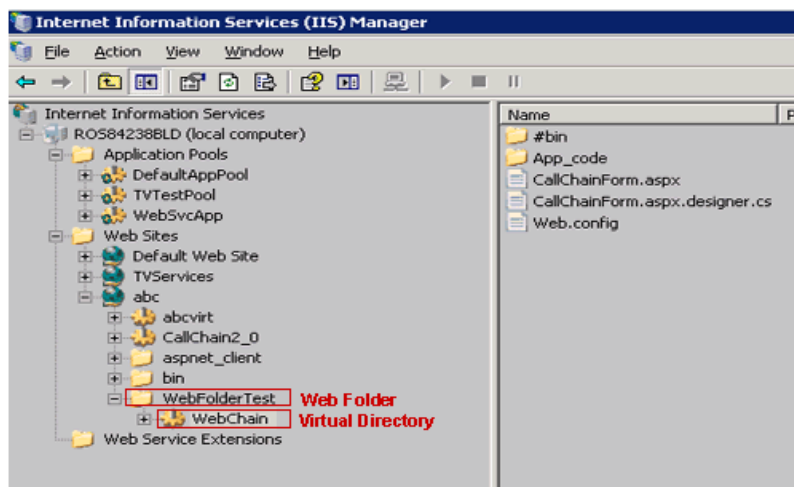 Internet Information Services (IIS) Manager
File Action View Window Help
Internet Information Services
ROS84238BLD (local computer)
Application Pools
DefaultAppPool
TVTestPool
WebSvcApp
Web Sites
Default Web Site
TVServices
abc
abcvirt
CallChain2_0
aspnet_client
bin
WebFolderTest Web Folder
WebChain Virtual Directory
Web Service Extensions
Name P
#bin
App_code
CallChainForm.aspx
CallChainForm.aspx.designer.cs
Web.config